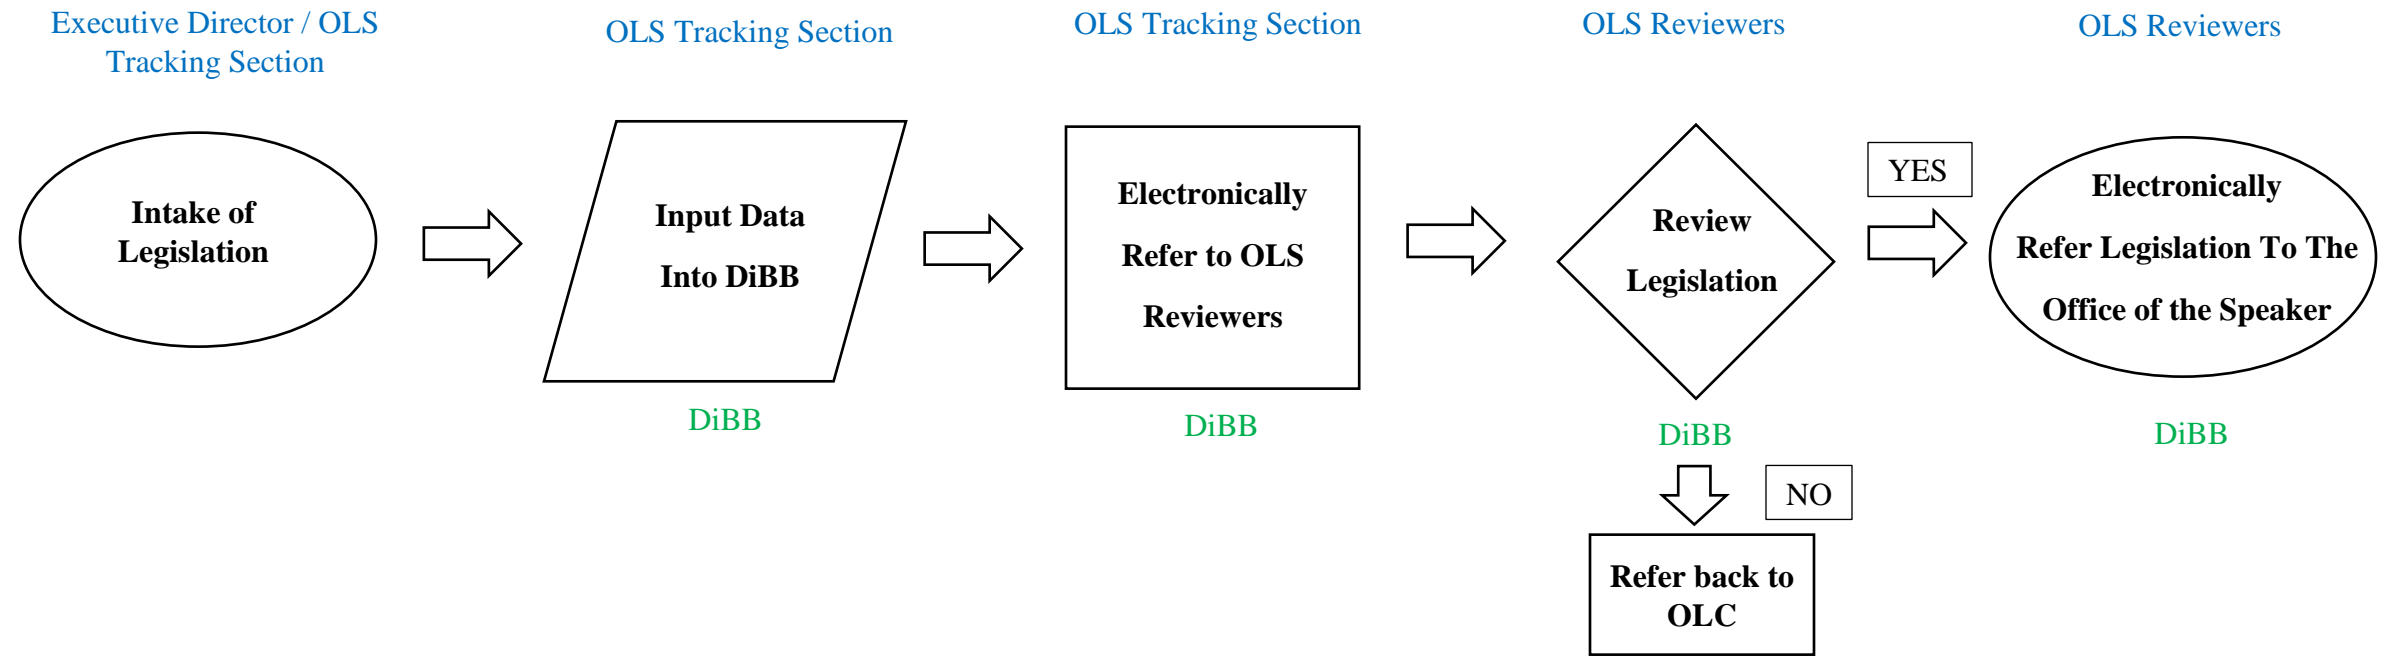 Executive Director / OLS
Tracking Section
OLS Tracking Section
OLS Tracking Section
OLS Reviewers
OLS Reviewers
Intake of
Legislation
Input Data
Into DiBB
DiBB
Electronically
Refer to OLS
Reviewers
DiBB
Review
Legislation
DiBB
YES
Electronically
Refer Legislation To The
Office of the Speaker
DiBB
NO
Refer back to
OLC